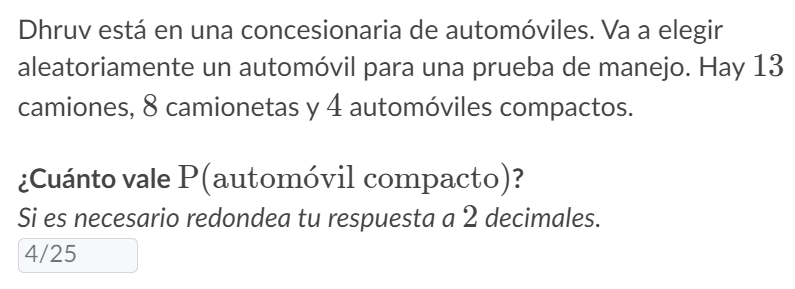 Dhruv está en una concesionaria de automóviles. Va a elegir
aleatoriamente un automóvil para una prueba de manejo. Hay 13
camiones, 8 camionetas y 4 automóviles compactos.
¿Cuánto vale P(automóvil compacto)?
Si es necesario redondea tu respuesta a 2 decimales.
4/25